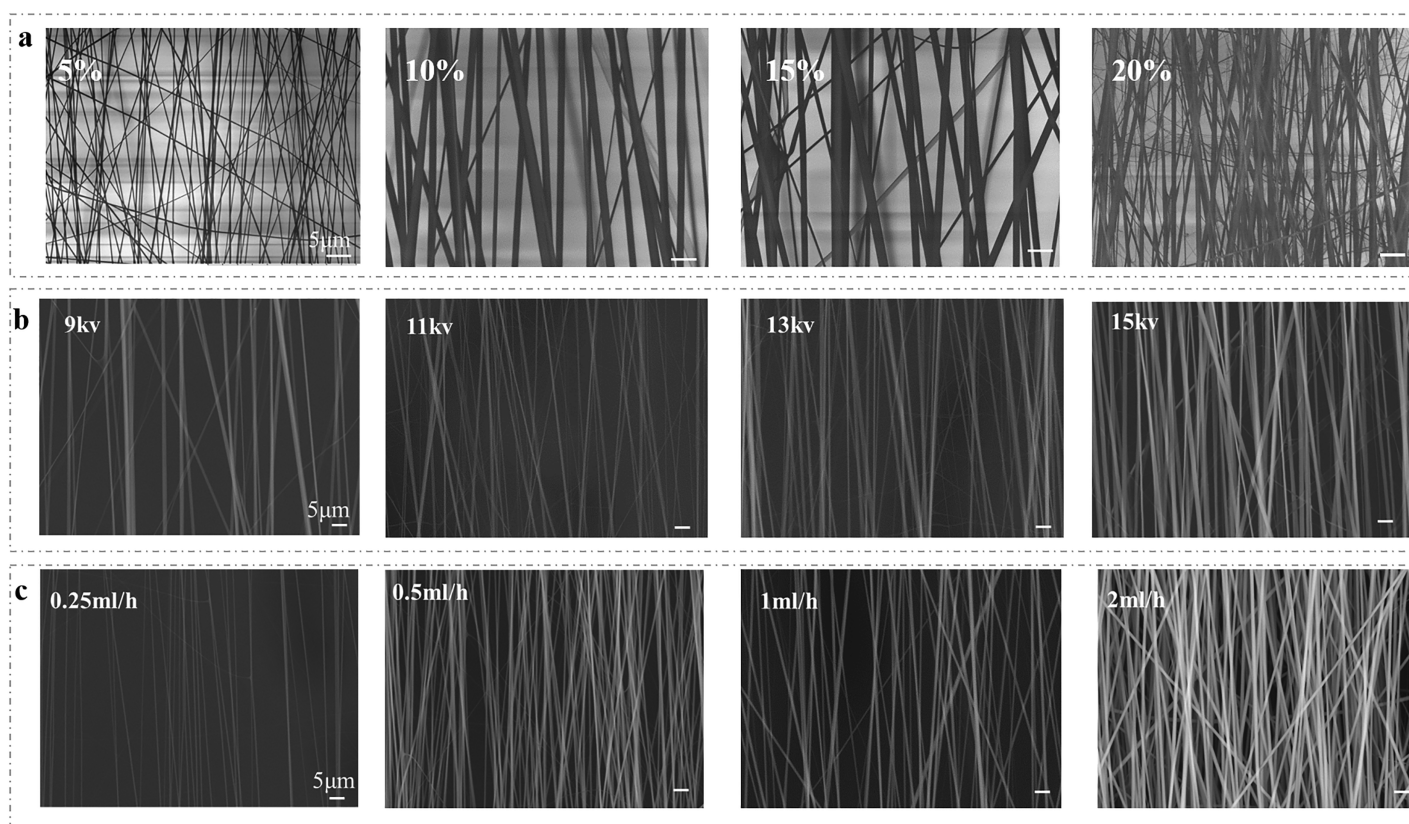 a
5%
10%
15%
20%
5μm
b
9kv
11kv
13kv
15kv
5μm
c
0.25ml/h
0.5ml/h
1ml/h
2ml/h
5μm